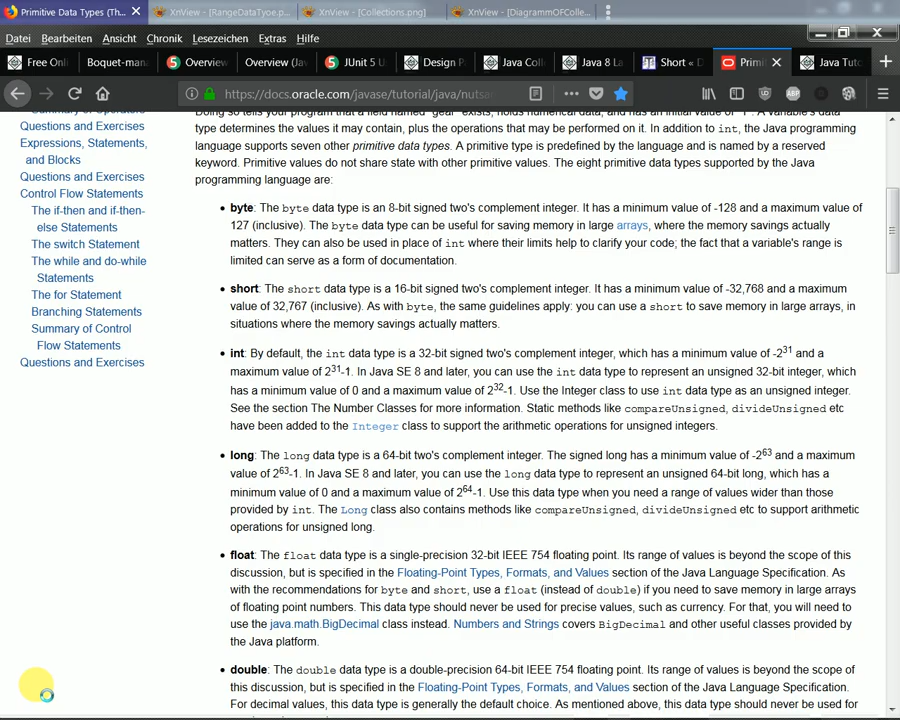 Primitive Data Types (Th...
XnView - [RangeDataTyoe.p...
XnView - [Collections.png]
XnView - [DiagrammOFColle...
Datei Bearbeiten Ansicht Chronik Lesezeichen Extras Hilfe
Free Onli
Boquet-man
Overview
Overview (Jav
JUnit 5 U
Design P
Java Coll
Java 8 La
Short « D
Primi
Java Tuto
https://docs.oracle.com/javase/tutorial/java/nutsa
Questions and Exercises
Expressions, Statements,
and Blocks
Questions and Exercises
Control Flow Statements
The if-then and if-then-
else Statements
The switch Statement
The while and do-while
Statements
The for Statement
Branching Statements
Summary of Control
Flow Statements
Questions and Exercises
Doing so tells your program that a field named "gear" exists, holds numerical data, and has an initial value of "1". A variable's data
type determines the values it may contain, plus the operations that may be performed on it. In addition to int, the Java programming
language supports seven other primitive data types. A primitive type is predefined by the language and is named by a reserved
keyword. Primitive values do not share state with other primitive values. The eight primitive data types supported by the Java
programming language are:
• byte: The byte data type is an 8-bit signed two's complement integer. It has a minimum value of -128 and a maximum value of
127 (inclusive). The byte data type can be useful for saving memory in large arrays, where the memory savings actually
matters. They can also be used in place of int where their limits help to clarify your code; the fact that a variable's range is
limited can serve as a form of documentation.
• short: The short data type is a 16-bit signed two's complement integer. It has a minimum value of -32,768 and a maximum
value of 32,767 (inclusive). As with byte, the same guidelines apply: you can use a short to save memory in large arrays, in
situations where the memory savings actually matters.
• int: By default, the int data type is a 32-bit signed two's complement integer, which has a minimum value of -2³¹ and a
maximum value of 2³¹-1. In Java SE 8 and later, you can use the int data type to represent an unsigned 32-bit integer, which
has a minimum value of 0 and a maximum value of 2³²-1. Use the Integer class to use int data type as an unsigned integer.
See the section The Number Classes for more information. Static methods like compareUnsigned, divideUnsigned etc
have been added to the Integer class to support the arithmetic operations for unsigned integers.
• long: The long data type is a 64-bit two's complement integer. The signed long has a minimum value of -2⁶³ and a maximum
value of 2⁶³-1. In Java SE 8 and later, you can use the long data type to represent an unsigned 64-bit long, which has a
minimum value of 0 and a maximum value of 2⁶⁴-1. Use this data type when you need a range of values wider than those
provided by int. The Long class also contains methods like compareUnsigned, divideUnsigned etc to support arithmetic
operations for unsigned long.
• float: The float data type is a single-precision 32-bit IEEE 754 floating point. Its range of values is beyond the scope of this
discussion, but is specified in the Floating-Point Types, Formats, and Values section of the Java Language Specification. As
with the recommendations for byte and short, use a float (instead of double) if you need to save memory in large arrays
of floating point numbers. This data type should never be used for precise values, such as currency. For that, you will need to
use the java.math.BigDecimal class instead. Numbers and Strings covers BigDecimal and other useful classes provided by
the Java platform.
• double: The double data type is a double-precision 64-bit IEEE 754 floating point. Its range of values is beyond the scope of
this discussion, but is specified in the Floating-Point Types, Formats, and Values section of the Java Language Specification.
For decimal values, this data type is generally the default choice. As mentioned above, this data type should never be used for